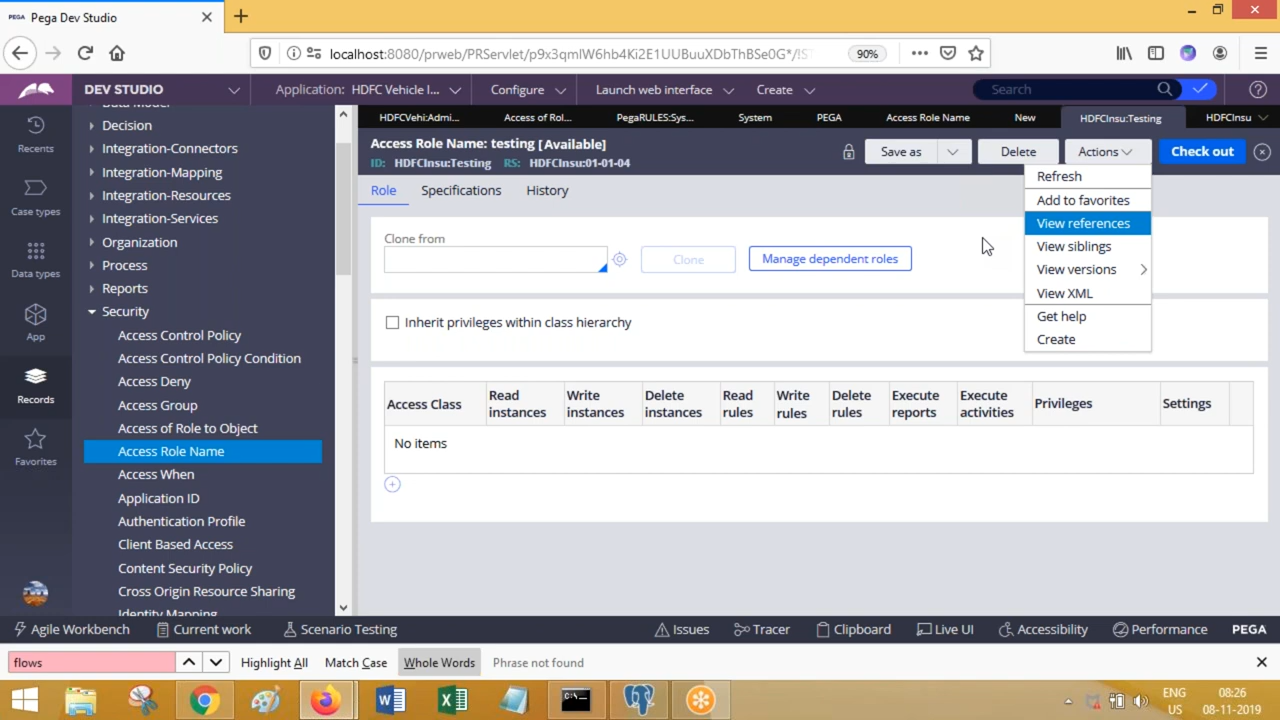 PEGA Pega Dev Studio
localhost:8080/prweb/PRServlet/p9x3qmlW6hb4Ki2E1UUBuuXDbThBSe0G*/!S
90%
DEV STUDIO
Application: HDFC Vehicle I...
Configure
Launch web interface
Create
Search
HDFCVehi:Admi...
Access of Rol...
PegaRULES:Sys...
System
PEGA
Access Role Name
New
HDFCInsu:Testing
HDFCInsu
Recents
Case types
Data types
App
Records
Favorites
Data Model
Decision
Integration-Connectors
Integration-Mapping
Integration-Resources
Integration-Services
Organization
Process
Reports
Security
Access Control Policy
Access Control Policy Condition
Access Deny
Access Group
Access of Role to Object
Access Role Name
Access When
Application ID
Authentication Profile
Client Based Access
Content Security Policy
Cross Origin Resource Sharing
Identity Mapping
Access Role Name: testing [Available]
ID: HDFCInsu:Testing RS: HDFCInsu:01-01-04
Save as
Delete
Actions
Check out
Role
Specifications
History
Refresh
Add to favorites
View references
View siblings
View versions
View XML
Get help
Create
Clone from
Clone
Manage dependent roles
Inherit privileges within class hierarchy
Access Class
Read instances
Write instances
Delete instances
Read rules
Write rules
Delete rules
Execute reports
Execute activities
Privileges
Settings
No items
Agile Workbench
Current work
Scenario Testing
Issues
Tracer
Clipboard
Live UI
Accessibility
Performance
PEGA
flows
Highlight All
Match Case
Whole Words
Phrase not found
ENG
US
08:26
08-11-2019